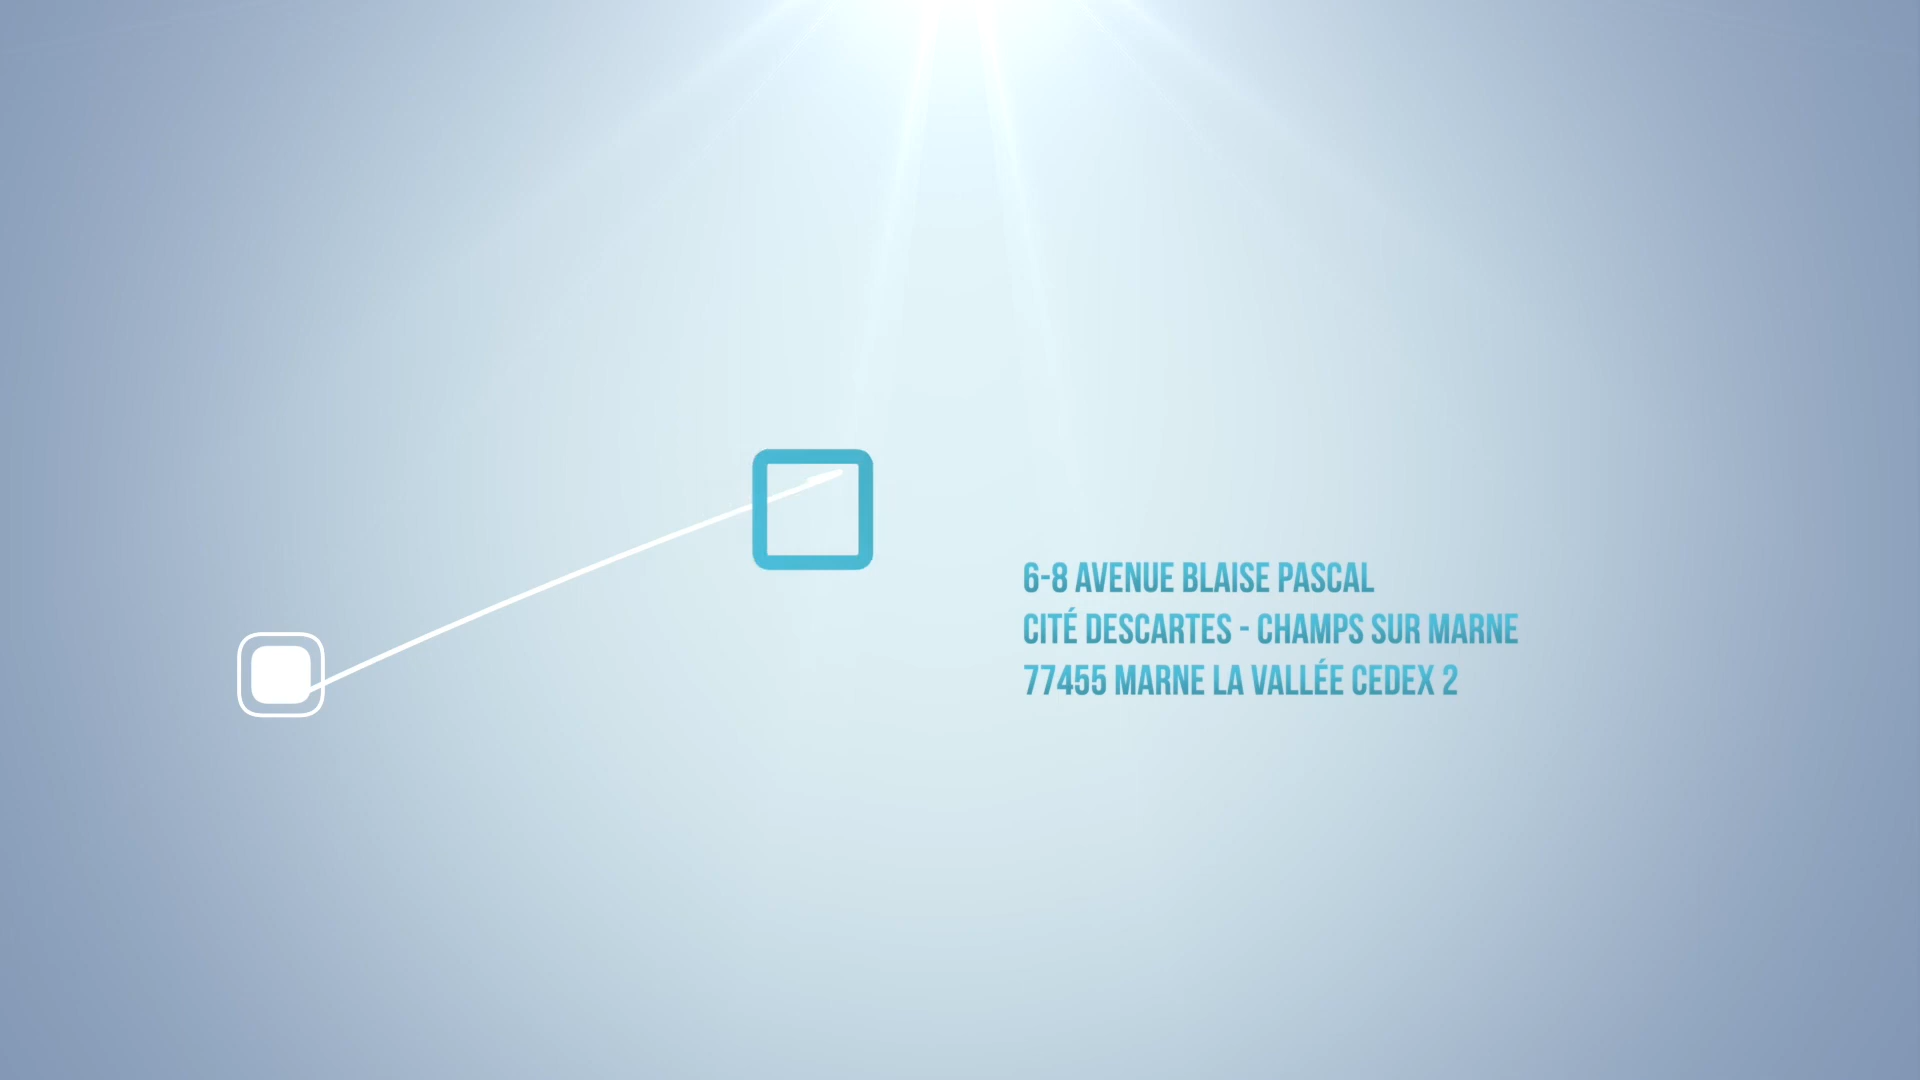 6-8 AVENUE BLAISE PASCAL
CITÉ DESCARTES - CHAMPS SUR MARNE
77455 MARNE LA VALLÉE CEDEX 2